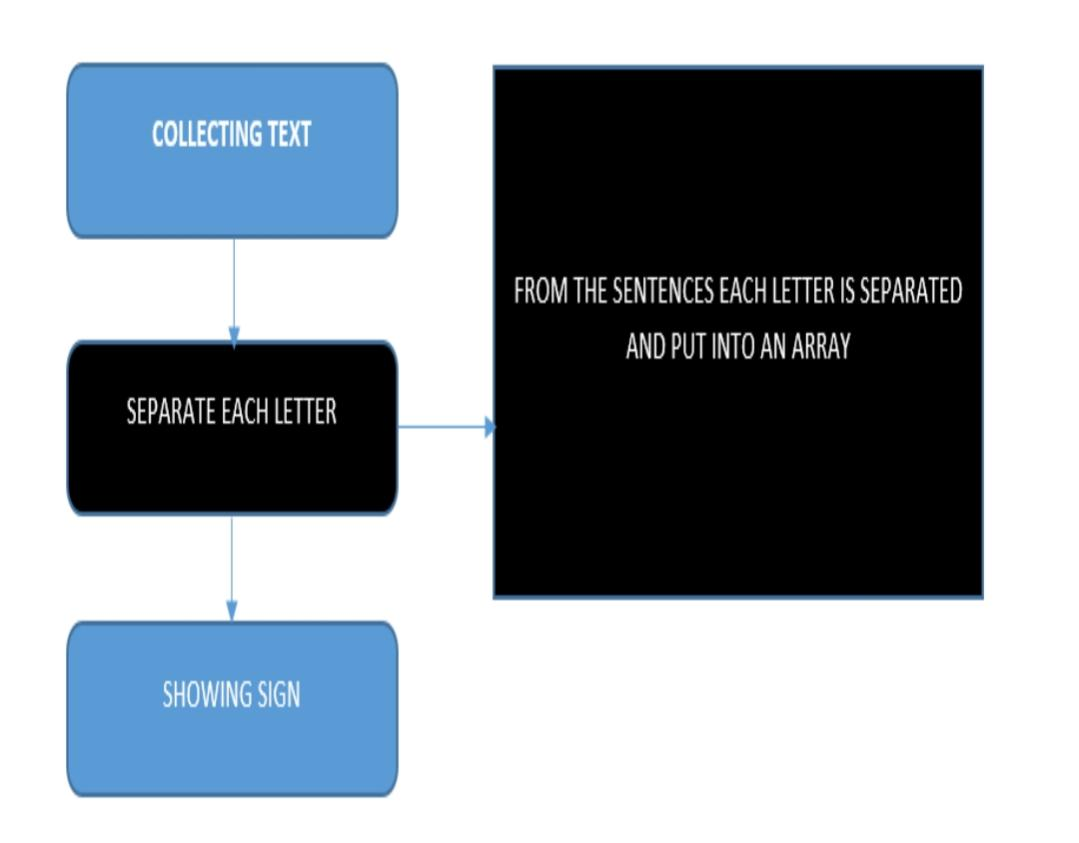 COLLECTING TEXT
SEPARATE EACH LETTER
FROM THE SENTENCES EACH LETTER IS SEPARATED
AND PUT INTO AN ARRAY
SHOWING SIGN